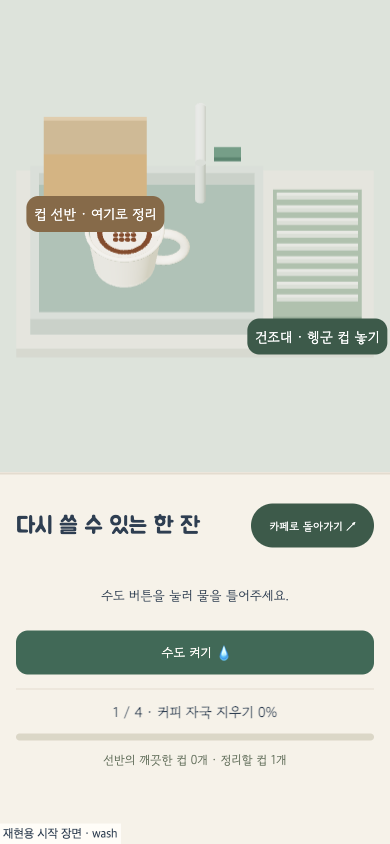 컵 선반 · 여기로 정리
건조대 · 헹군 컵 놓기
다시 쓸 수 있는 한 잔
카페로 돌아가기 ↗
수도 버튼을 눌러 물을 틀어주세요.
수도 켜기 💧
1 / 4 · 커피 자국 지우기 0%
선반의 깨끗한 컵 0개 · 정리할 컵 1개
재현용 시작 장면 · wash